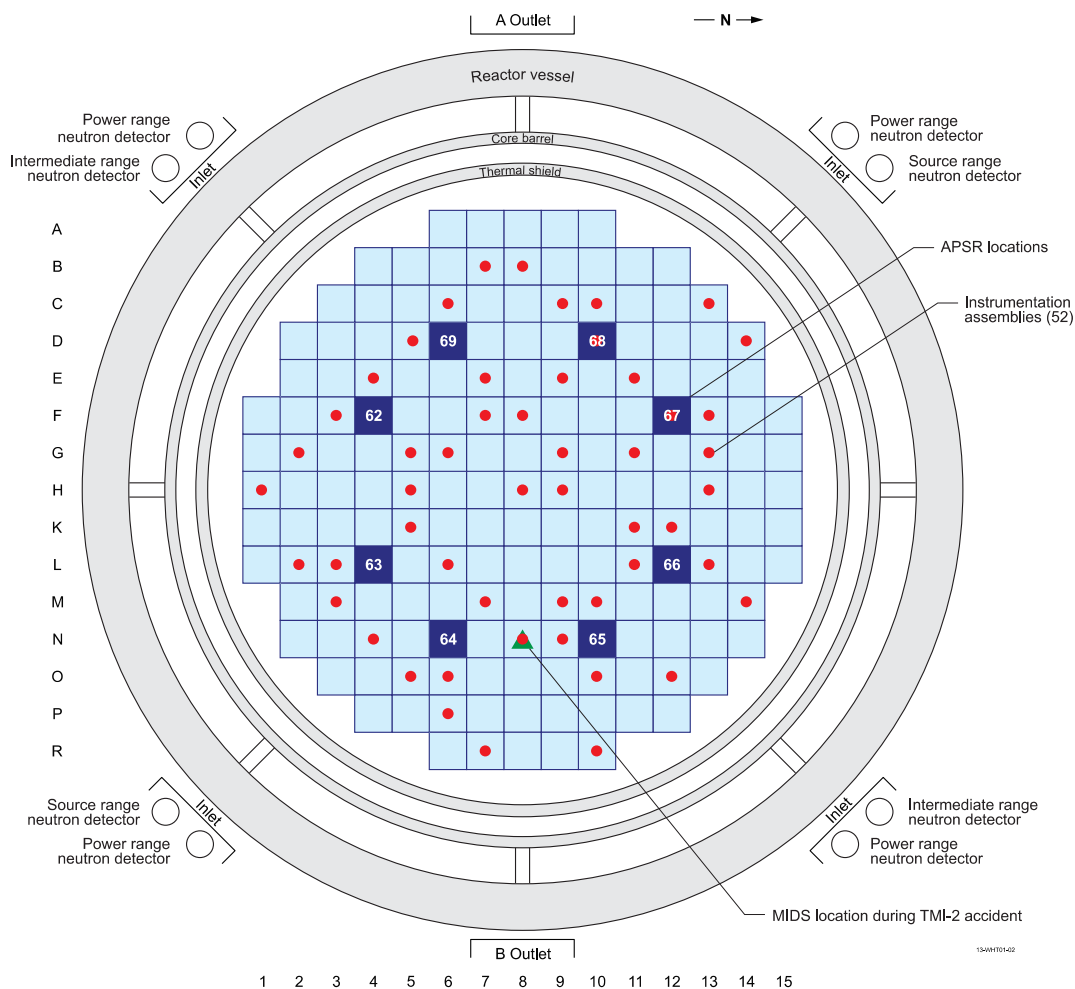 A Outlet
N
Reactor vessel
Power range
neutron detector
Intermediate range
neutron detector
Inlet
Core barrel
Thermal shield
Power range
neutron detector
Source range
neutron detector
Inlet
A
B
C
D
E
F
G
H
K
L
M
N
O
P
R
APSR locations
Instrumentation
assemblies (52)
69
68
62
67
63
66
64
65
Source range
neutron detector
Power range
neutron detector
Inlet
Intermediate range
neutron detector
Power range
neutron detector
Inlet
MIDS location during TMI-2 accident
B Outlet
13-WHT01-02
1 2 3 4 5 6 7 8 9 10 11 12 13 14 15